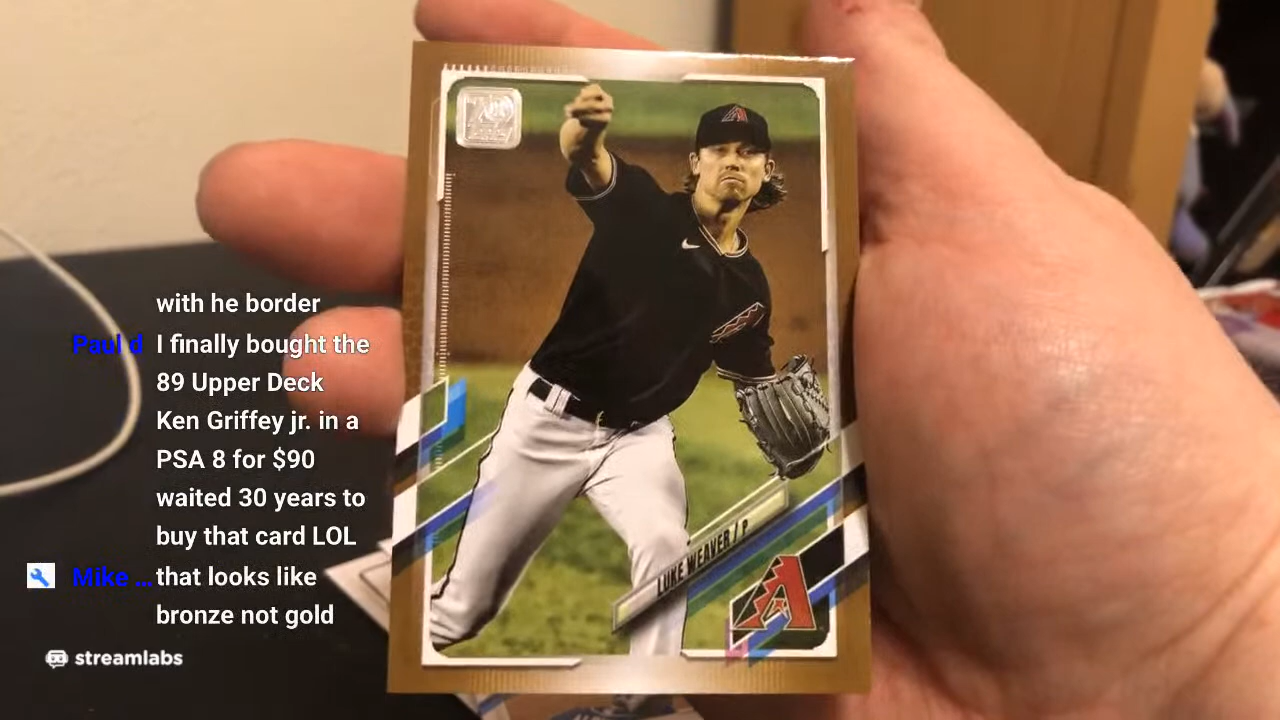 with he border
Paul d I finally bought the
89 Upper Deck
Ken Griffey jr. in a
PSA 8 for $90
waited 30 years to
buy that card LOL
Mike ... that looks like
bronze not gold
streamlabs
LUKE WEAVER / P
A